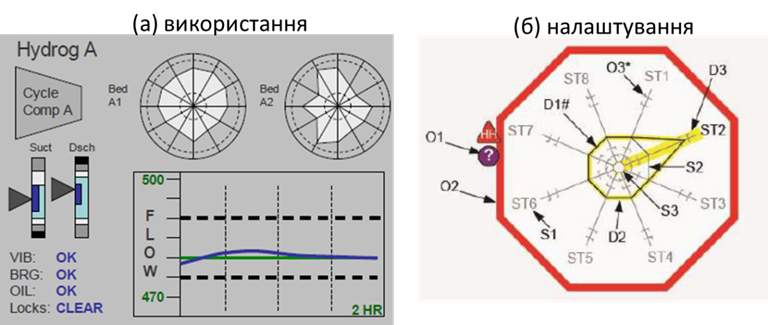 (а) використання
(б) налаштування
Hydrog A
Cycle
Comp A
Bed
A1
Bed
A2
Suct
Dsch
VIB: OK
BRG: OK
OIL: OK
Locks: CLEAR
500
F
L
O
W
470
2 HR
O3*
ST1
D3
ST8
D1#
ST2
O1
HH
?
ST7
S2
O2
ST6
S1
S3
ST3
D2
ST5
ST4